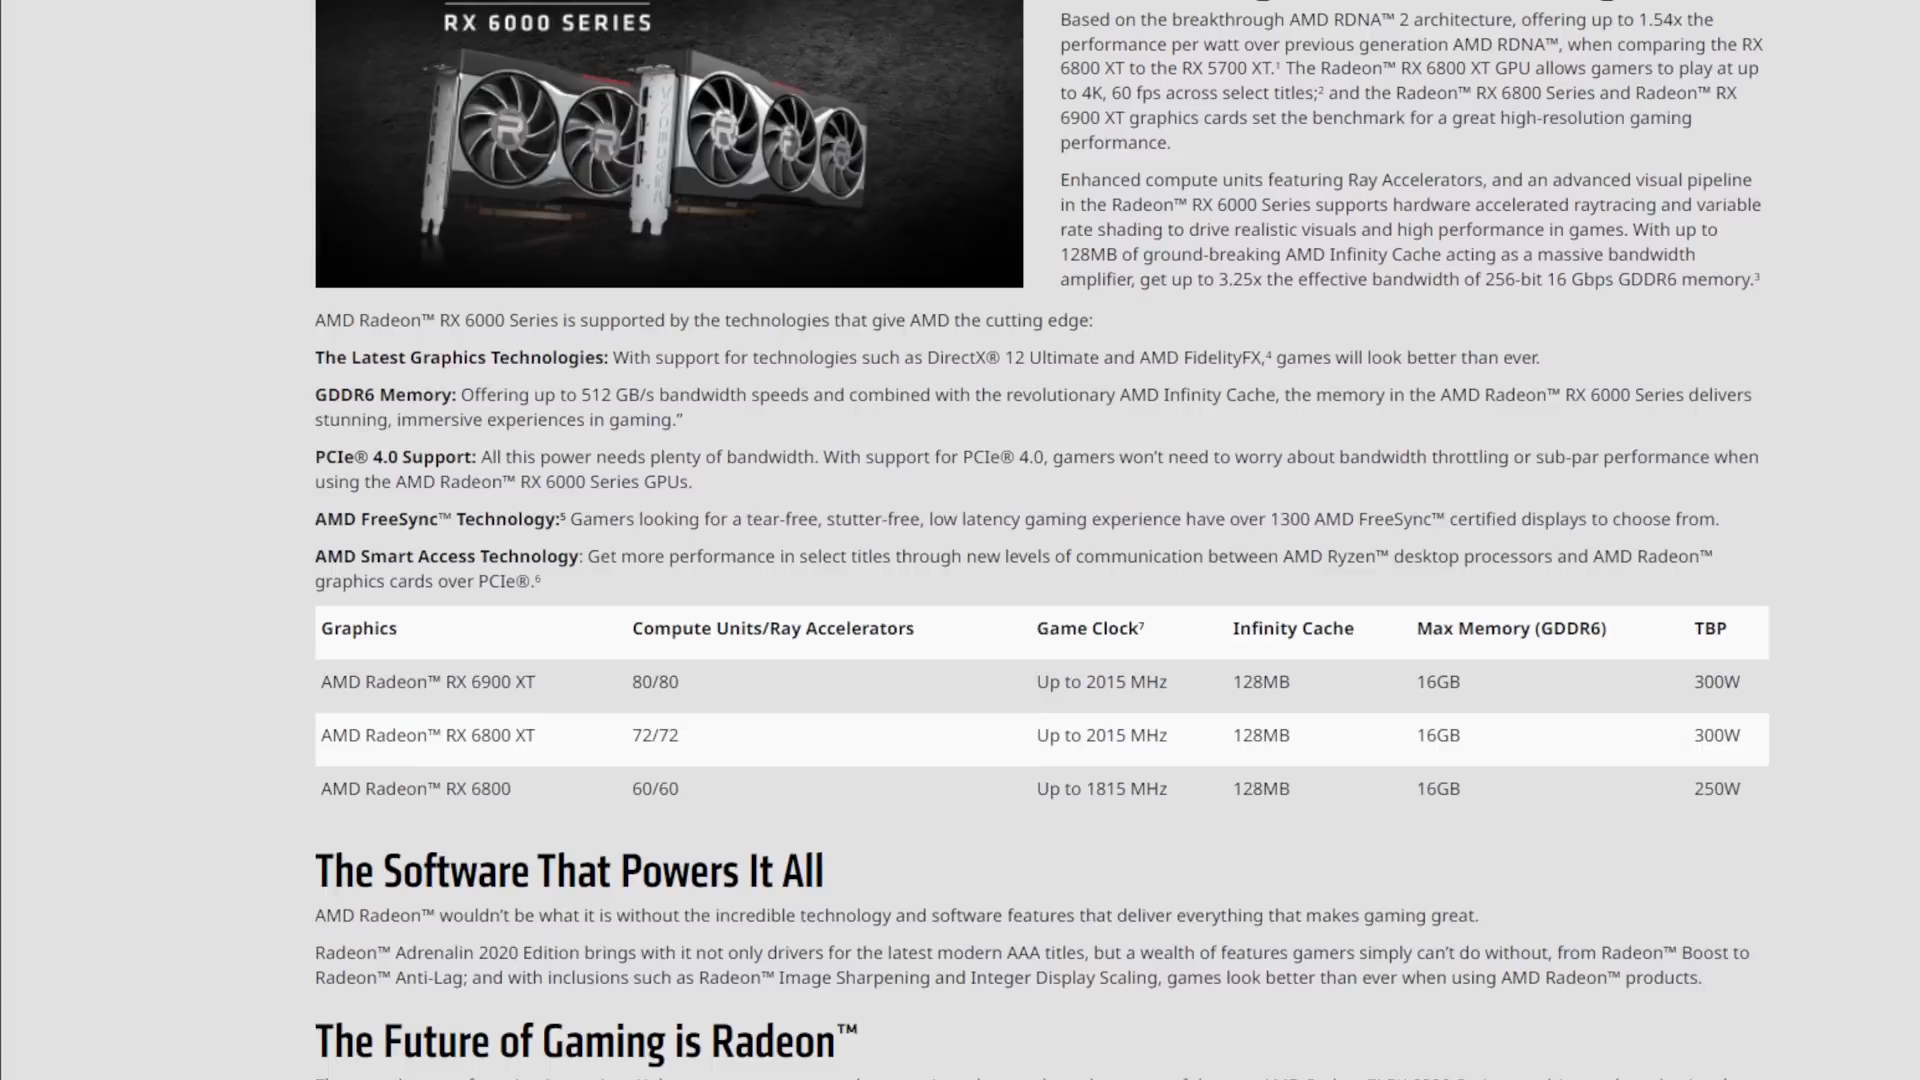 RX 6000 SERIES
Based on the breakthrough AMD RDNA™ 2 architecture, offering up to 1.54x the
performance per watt over previous generation AMD RDNA™, when comparing the RX
6800 XT to the RX 5700 XT.¹ The Radeon™ RX 6800 XT GPU allows gamers to play at up
to 4K, 60 fps across select titles;² and the Radeon™ RX 6800 Series and Radeon™ RX
6900 XT graphics cards set the benchmark for a great high-resolution gaming
performance.
Enhanced compute units featuring Ray Accelerators, and an advanced visual pipeline
in the Radeon™ RX 6000 Series supports hardware accelerated raytracing and variable
rate shading to drive realistic visuals and high performance in games. With up to
128MB of ground-breaking AMD Infinity Cache acting as a massive bandwidth
amplifier, get up to 3.25x the effective bandwidth of 256-bit 16 Gbps GDDR6 memory.³
AMD Radeon™ RX 6000 Series is supported by the technologies that give AMD the cutting edge:
The Latest Graphics Technologies: With support for technologies such as DirectX® 12 Ultimate and AMD FidelityFX,⁴ games will look better than ever.
GDDR6 Memory: Offering up to 512 GB/s bandwidth speeds and combined with the revolutionary AMD Infinity Cache, the memory in the AMD Radeon™ RX 6000 Series delivers
stunning, immersive experiences in gaming.”
PCIe® 4.0 Support: All this power needs plenty of bandwidth. With support for PCIe® 4.0, gamers won’t need to worry about bandwidth throttling or sub-par performance when
using the AMD Radeon™ RX 6000 Series GPUs.
AMD FreeSync™ Technology:⁵ Gamers looking for a tear-free, stutter-free, low latency gaming experience have over 1300 AMD FreeSync™ certified displays to choose from.
AMD Smart Access Technology: Get more performance in select titles through new levels of communication between AMD Ryzen™ desktop processors and AMD Radeon™
graphics cards over PCIe®.⁶
Graphics Compute Units/Ray Accelerators Game Clock⁷ Infinity Cache Max Memory (GDDR6) TBP
AMD Radeon™ RX 6900 XT 80/80 Up to 2015 MHz 128MB 16GB 300W
AMD Radeon™ RX 6800 XT 72/72 Up to 2015 MHz 128MB 16GB 300W
AMD Radeon™ RX 6800 60/60 Up to 1815 MHz 128MB 16GB 250W
The Software That Powers It All
AMD Radeon™ wouldn’t be what it is without the incredible technology and software features that deliver everything that makes gaming great.
Radeon™ Adrenalin 2020 Edition brings with it not only drivers for the latest modern AAA titles, but a wealth of features gamers simply can’t do without, from Radeon™ Boost to
Radeon™ Anti-Lag; and with inclusions such as Radeon™ Image Sharpening and Integer Display Scaling, games look better than ever when using AMD Radeon™ products.
The Future of Gaming is Radeon™